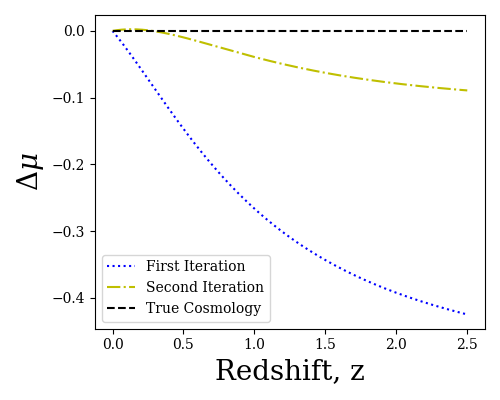 0.0
−0.1
−0.2
−0.3
−0.4
Δμ
First Iteration
Second Iteration
True Cosmology
0.0 0.5 1.0 1.5 2.0 2.5
Redshift, z